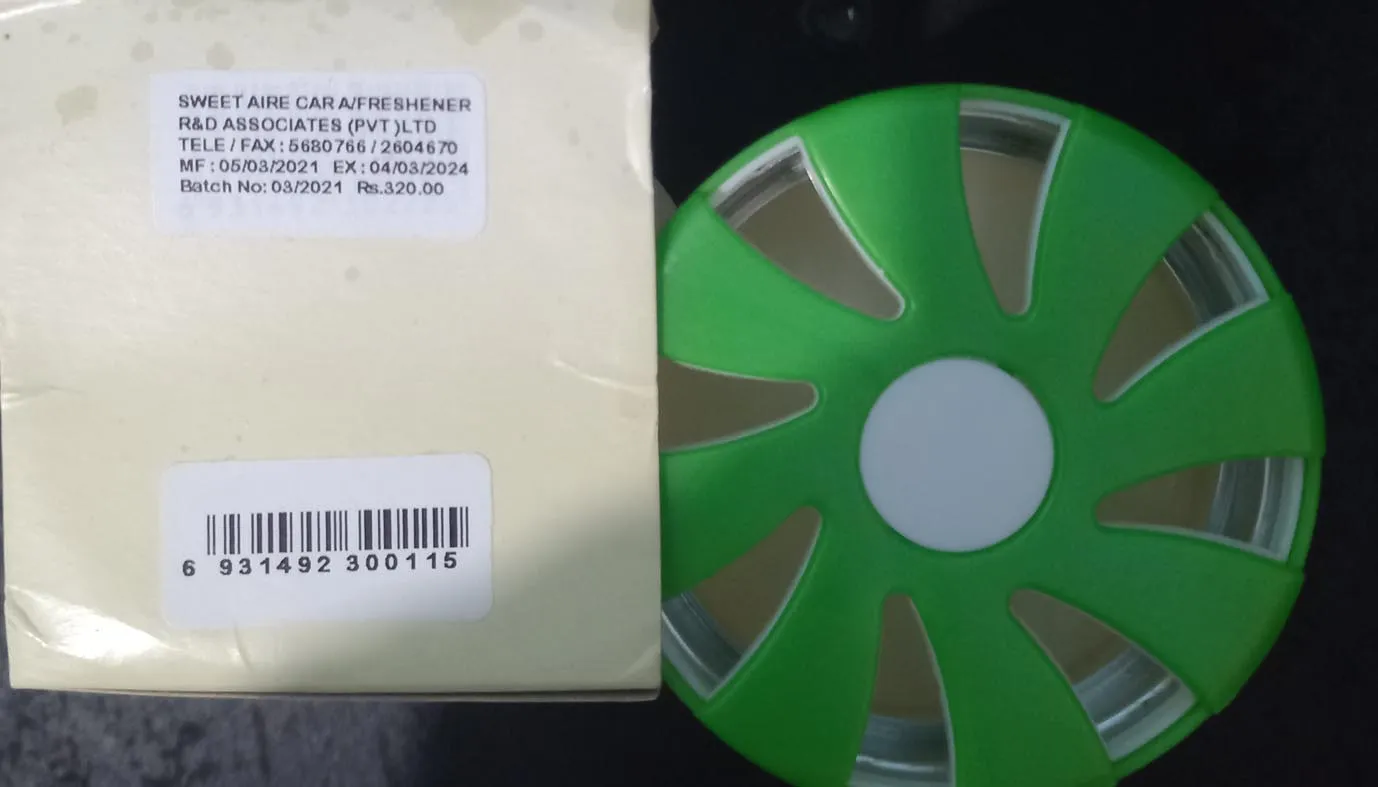 SWEET AIRE CAR A/FRESHENER
R&D ASSOCIATES (PVT )LTD
TELE / FAX : 5680766 / 2604670
MF : 05/03/2021 EX : 04/03/2024
Batch No: 03/2021 Rs.320.00
6 931492 300115